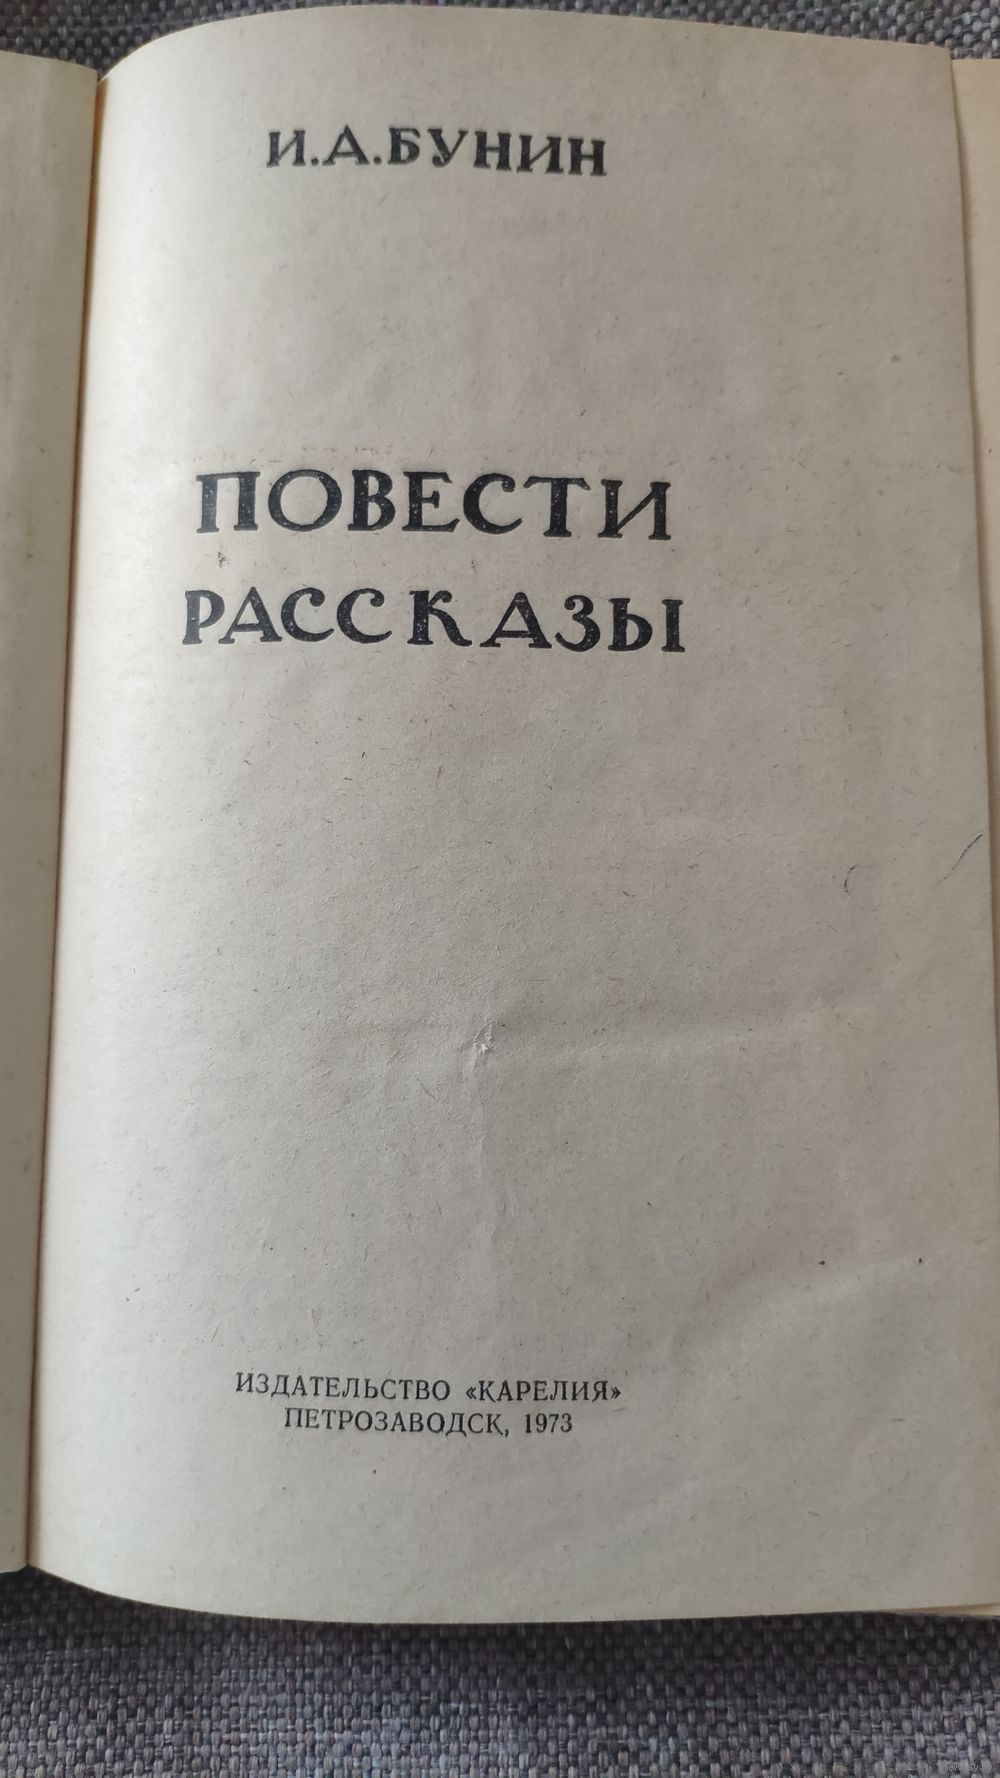 И.А.БУНИН
ПОВЕСТИ
РАССКАЗЫ
ИЗДАТЕЛЬСТВО «КАРЕЛИЯ»
ПЕТРОЗАВОДСК, 1973